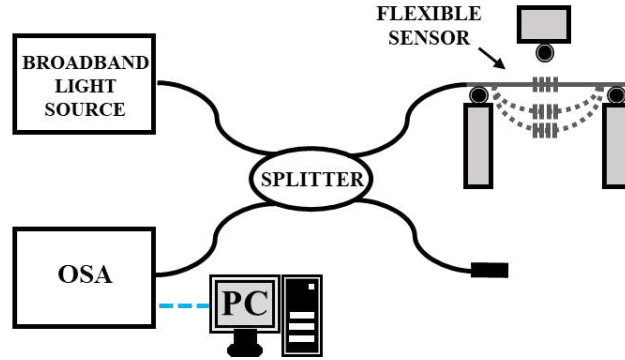 FLEXIBLE
SENSOR
BROADBAND
LIGHT
SOURCE
SPLITTER
OSA
PC